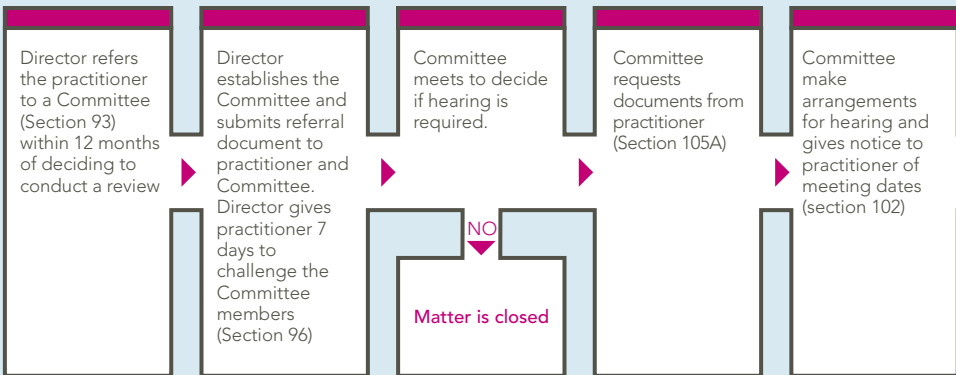 Director refers
the practitioner
to a Committee
(Section 93)
within 12 months
of deciding to
conduct a review
Director
establishes the
Committee and
submits referral
document to
practitioner and
Committee.
Director gives
practitioner 7
days to
challenge the
Committee
members
(Section 96)
Committee
meets to decide
if hearing is
required.
NO
Matter is closed
Committee
requests
documents from
practitioner
(Section 105A)
Committee
make
arrangements
for hearing and
gives notice to
practitioner of
meeting dates
(section 102)